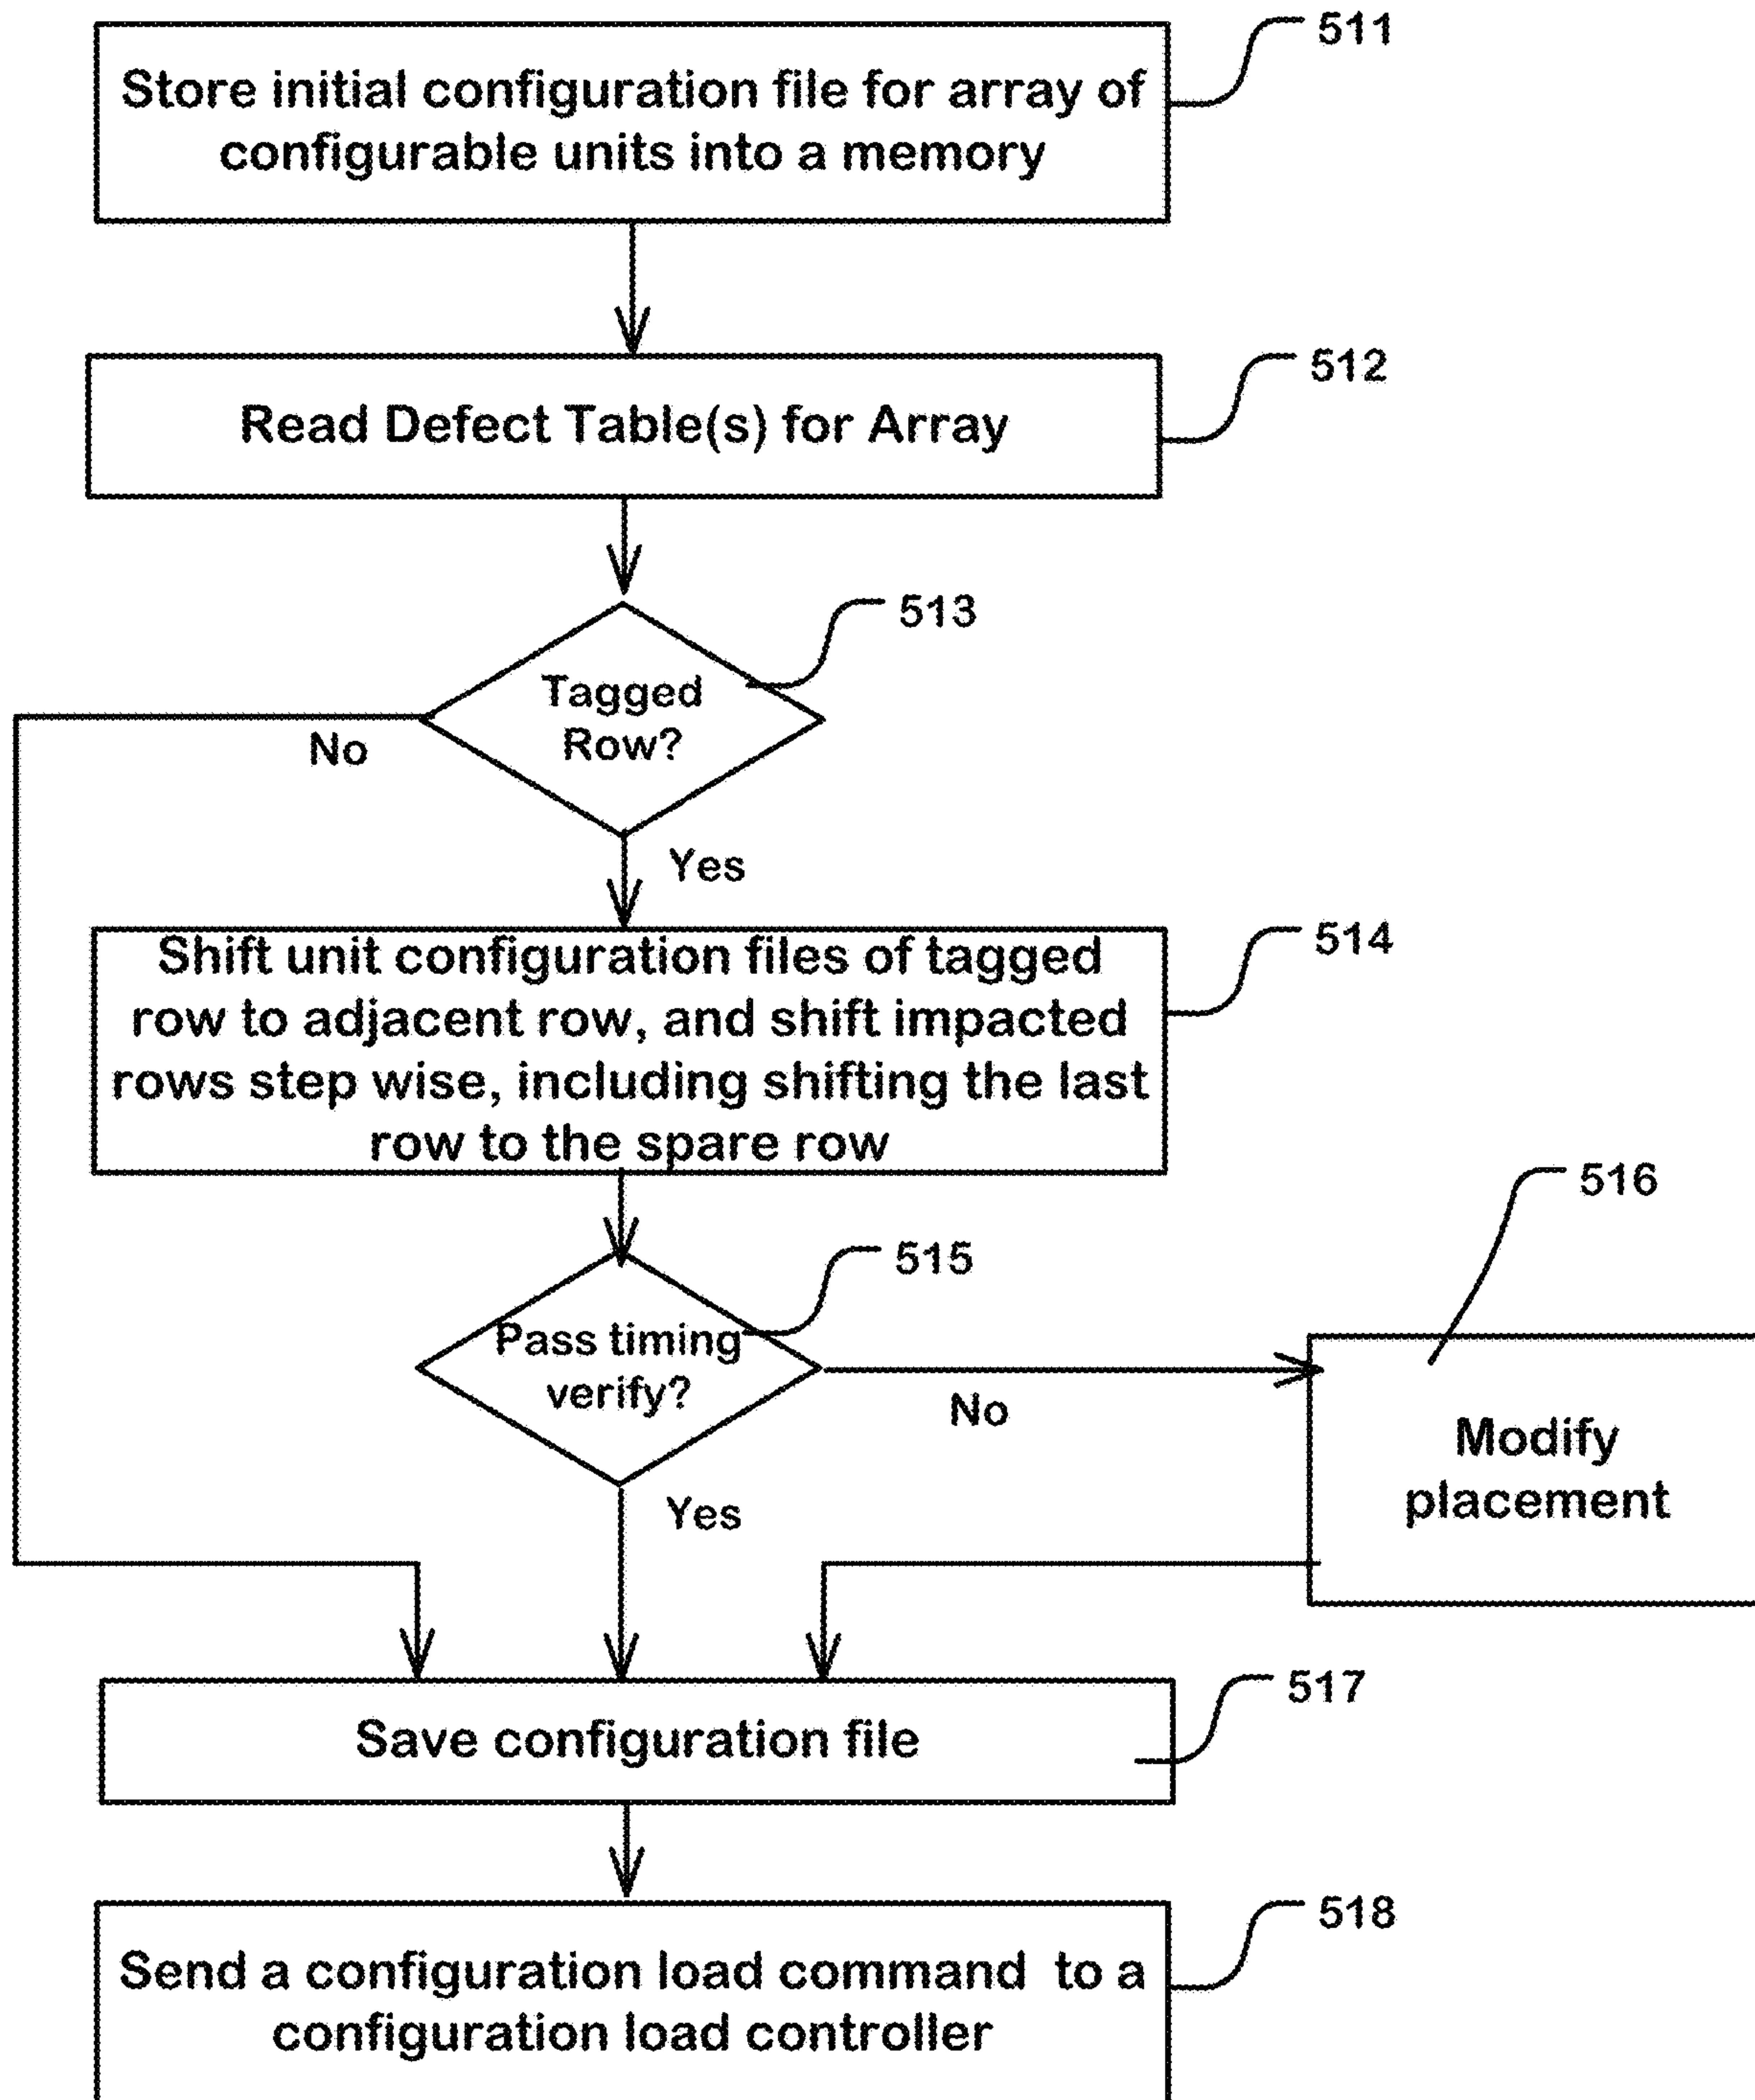 511
Store initial configuration file for array of
configurable units into a memory
512
Read Defect Table(s) for Array
513
Tagged
Row?
No
Yes
514
Shift unit configuration files of tagged
row to adjacent row, and shift impacted
rows step wise, including shifting the last
row to the spare row
516
515
Pass timing
verify?
No
Modify
placement
Yes
517
Save configuration file
518
Send a configuration load command to a
configuration load controller